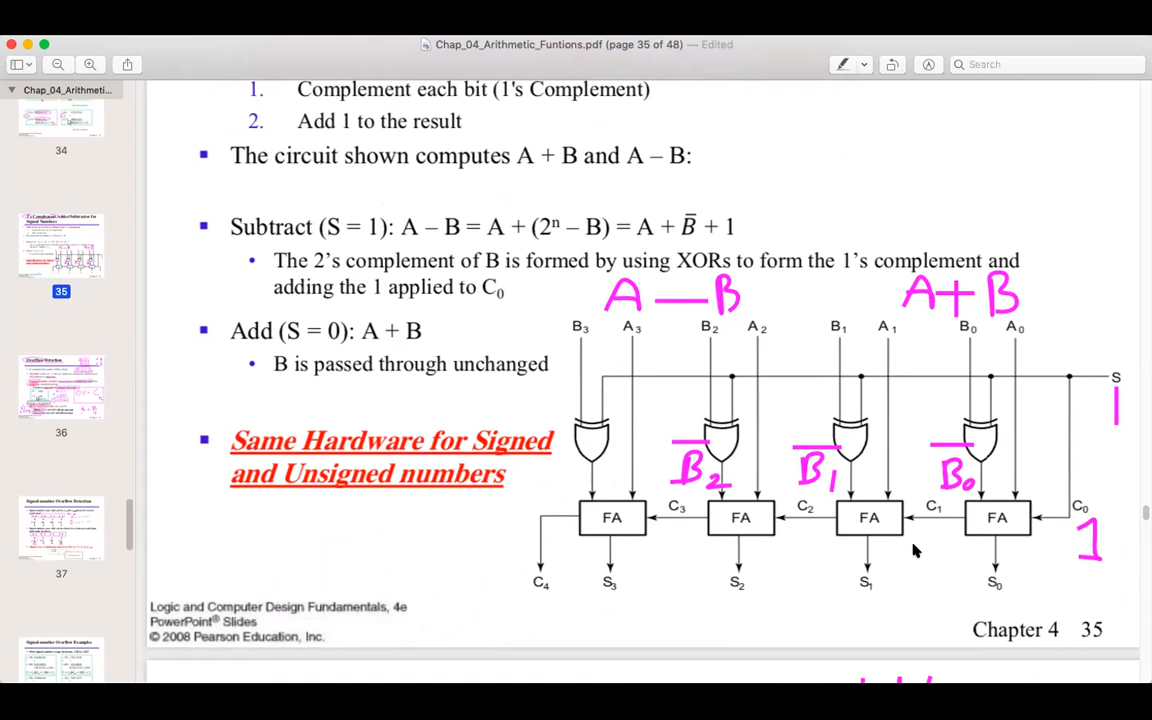 Chap_04_Arithmetic_Funtions.pdf (page 35 of 48) — Edited
Search
Chap_04_Arithmeti...
34
35
36
37
1. Complement each bit (1's Complement)
2. Add 1 to the result
▪ The circuit shown computes A + B and A – B:
▪ Subtract (S = 1): A – B = A + (2ⁿ – B) = A + B̅ + 1
• The 2's complement of B is formed by using XORs to form the 1's complement and
adding the 1 applied to C₀
A — B A + B
▪ Add (S = 0): A + B
• B is passed through unchanged
▪ Same Hardware for Signed
and Unsigned numbers
B₃ A₃ B₂ A₂ B₁ A₁ B₀ A₀
S
1
B̅₂ B̅₁ B̅₀
C₃ C₂ C₁ C₀
FA FA FA FA
1
C₄ S₃ S₂ S₁ S₀
Logic and Computer Design Fundamentals, 4e
PowerPoint® Slides
© 2008 Pearson Education, Inc.
Chapter 4 35